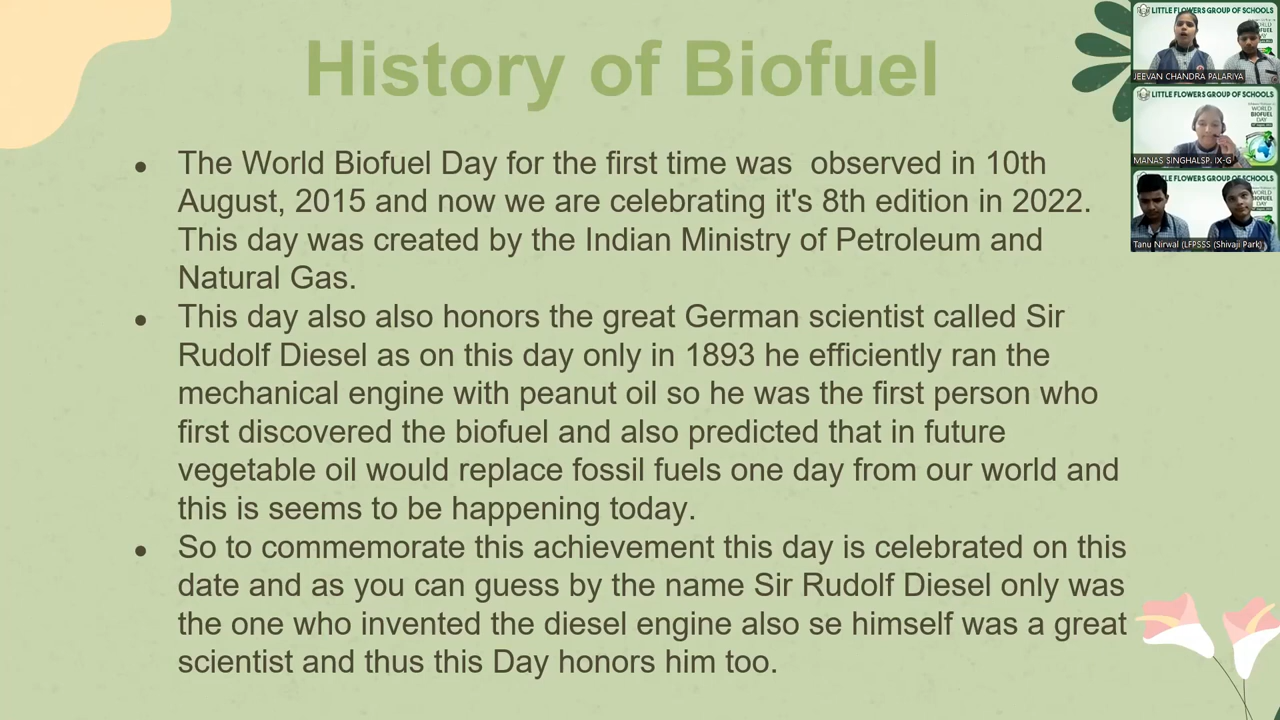 History of Biofuel
The World Biofuel Day for the first time was observed in 10th
August, 2015 and now we are celebrating it's 8th edition in 2022.
This day was created by the Indian Ministry of Petroleum and
Natural Gas.
This day also also honors the great German scientist called Sir
Rudolf Diesel as on this day only in 1893 he efficiently ran the
mechanical engine with peanut oil so he was the first person who
first discovered the biofuel and also predicted that in future
vegetable oil would replace fossil fuels one day from our world and
this is seems to be happening today.
So to commemorate this achievement this day is celebrated on this
date and as you can guess by the name Sir Rudolf Diesel only was
the one who invented the diesel engine also se himself was a great
scientist and thus this Day honors him too.
LITTLE FLOWERS GROUP OF SCHOOLS
JEEVAN CHANDRA PALARIYA
LITTLE FLOWERS GROUP OF SCHOOLS
WORLD
BIOFUEL
DAY
MANAS SINGHALSP. IX-G
LE FLOWERS GROUP OF SCHOOLS
Tanu Nirwal (LFPSSS (Shivaji Park)